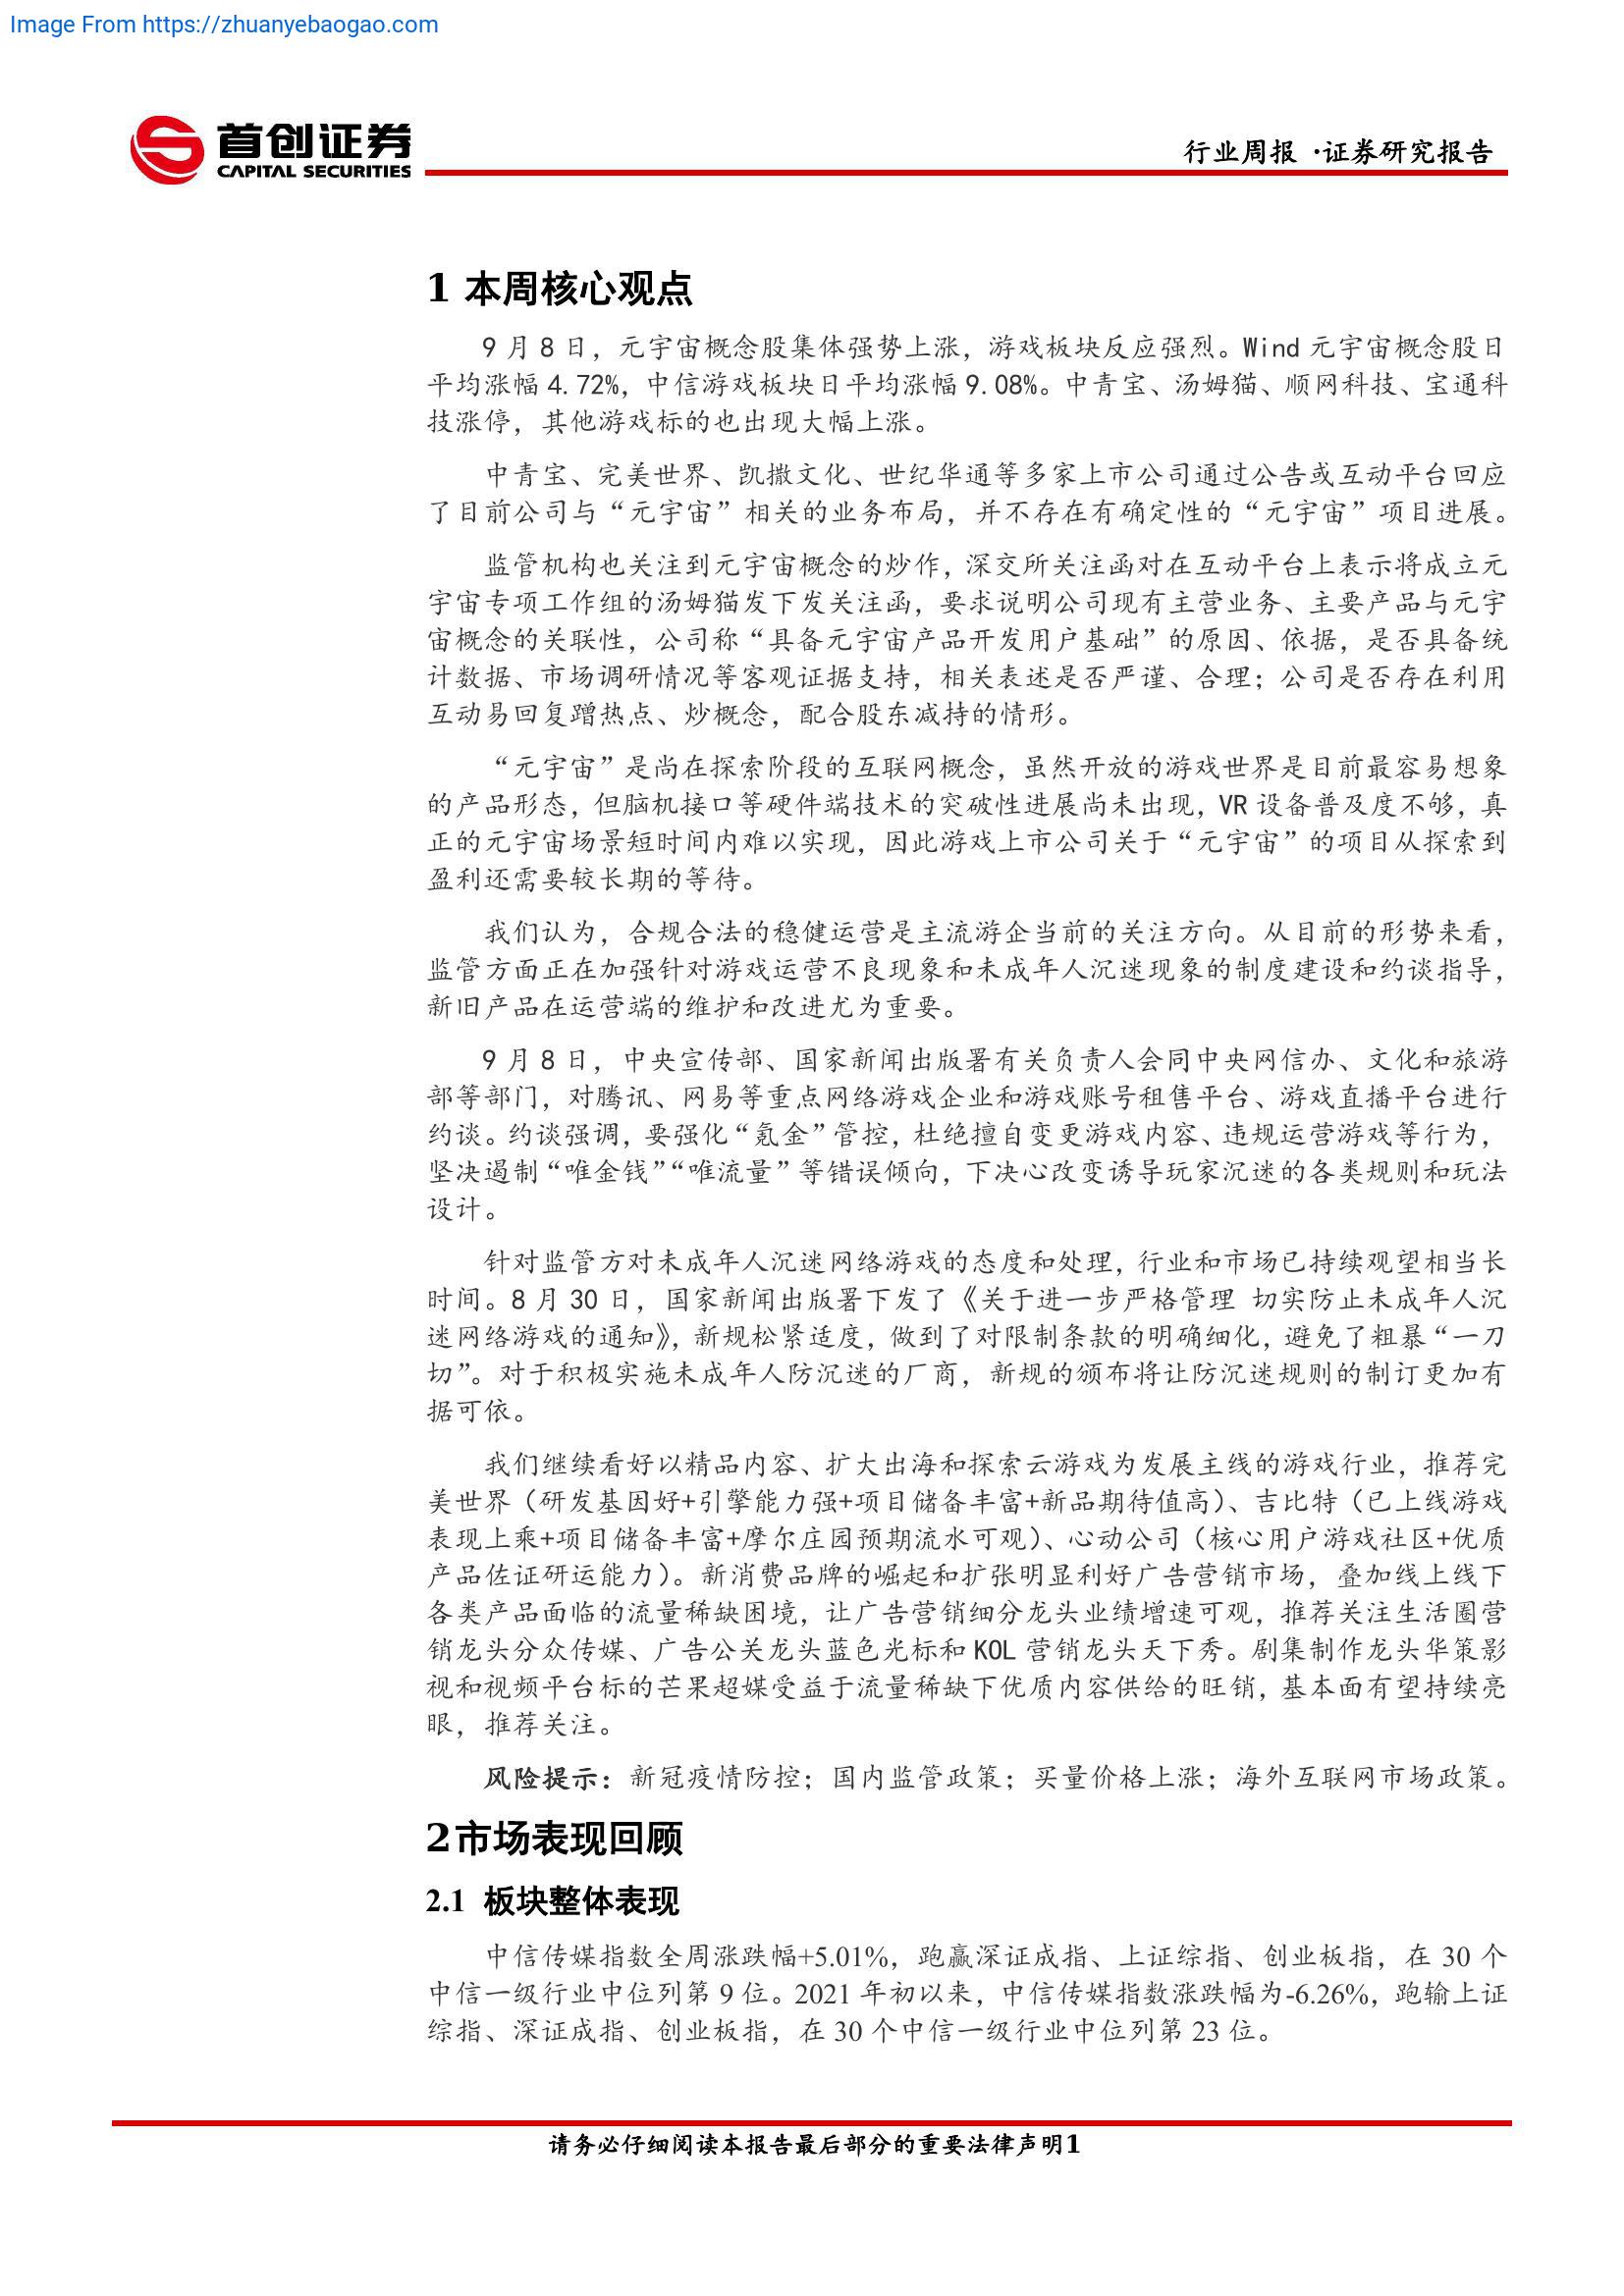 Image From https://zhuanyebaogao.com
首创证券
CAPITAL SECURITIES
行业周报 ·证券研究报告
1 本周核心观点
9 月 8 日，元宇宙概念股集体强势上涨，游戏板块反应强烈。Wind 元宇宙概念股日
平均涨幅 4.72%，中信游戏板块日平均涨幅 9.08%。中青宝、汤姆猫、顺网科技、宝通科
技涨停，其他游戏标的也出现大幅上涨。
中青宝、完美世界、凯撒文化、世纪华通等多家上市公司通过公告或互动平台回应
了目前公司与“元宇宙”相关的业务布局，并不存在有确定性的“元宇宙”项目进展。
监管机构也关注到元宇宙概念的炒作，深交所关注函对在互动平台上表示将成立元
宇宙专项工作组的汤姆猫发下发关注函，要求说明公司现有主营业务、主要产品与元宇
宙概念的关联性，公司称“具备元宇宙产品开发用户基础”的原因、依据，是否具备统
计数据、市场调研情况等客观证据支持，相关表述是否严谨、合理；公司是否存在利用
互动易回复蹭热点、炒概念，配合股东减持的情形。
“元宇宙”是尚在探索阶段的互联网概念，虽然开放的游戏世界是目前最容易想象
的产品形态，但脑机接口等硬件端技术的突破性进展尚未出现，VR 设备普及度不够，真
正的元宇宙场景短时间内难以实现，因此游戏上市公司关于“元宇宙”的项目从探索到
盈利还需要较长期的等待。
我们认为，合规合法的稳健运营是主流游企当前的关注方向。从目前的形势来看，
监管方面正在加强针对游戏运营不良现象和未成年人沉迷现象的制度建设和约谈指导，
新旧产品在运营端的维护和改进尤为重要。
9 月 8 日，中央宣传部、国家新闻出版署有关负责人会同中央网信办、文化和旅游
部等部门，对腾讯、网易等重点网络游戏企业和游戏账号租售平台、游戏直播平台进行
约谈。约谈强调，要强化“氪金”管控，杜绝擅自变更游戏内容、违规运营游戏等行为，
坚决遏制“唯金钱”“唯流量”等错误倾向，下决心改变诱导玩家沉迷的各类规则和玩法
设计。
针对监管方对未成年人沉迷网络游戏的态度和处理，行业和市场已持续观望相当长
时间。8 月 30 日，国家新闻出版署下发了《关于进一步严格管理 切实防止未成年人沉
迷网络游戏的通知》，新规松紧适度，做到了对限制条款的明确细化，避免了粗暴“一刀
切”。对于积极实施未成年人防沉迷的厂商，新规的颁布将让防沉迷规则的制订更加有
据可依。
我们继续看好以精品内容、扩大出海和探索云游戏为发展主线的游戏行业，推荐完
美世界（研发基因好+引擎能力强+项目储备丰富+新品期待值高）、吉比特（已上线游戏
表现上乘+项目储备丰富+摩尔庄园预期流水可观）、心动公司（核心用户游戏社区+优质
产品佐证研运能力）。新消费品牌的崛起和扩张明显利好广告营销市场，叠加线上线下
各类产品面临的流量稀缺困境，让广告营销细分龙头业绩增速可观，推荐关注生活圈营
销龙头分众传媒、广告公关龙头蓝色光标和 KOL 营销龙头天下秀。剧集制作龙头华策影
视和视频平台标的芒果超媒受益于流量稀缺下优质内容供给的旺销，基本面有望持续亮
眼，推荐关注。
风险提示：新冠疫情防控；国内监管政策；买量价格上涨；海外互联网市场政策。
2市场表现回顾
2.1 板块整体表现
中信传媒指数全周涨跌幅+5.01%，跑赢深证成指、上证综指、创业板指，在 30 个
中信一级行业中位列第 9 位。2021 年初以来，中信传媒指数涨跌幅为-6.26%，跑输上证
综指、深证成指、创业板指，在 30 个中信一级行业中位列第 23 位。
请务必仔细阅读本报告最后部分的重要法律声明1